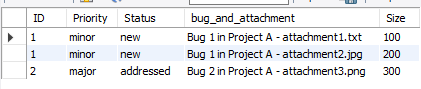 ID Priority Status bug_and_attachment Size
1 minor new Bug 1 in Project A - attachment1.txt 100
1 minor new Bug 1 in Project A - attachment2.jpg 200
2 major addressed Bug 2 in Project A - attachment3.png 300